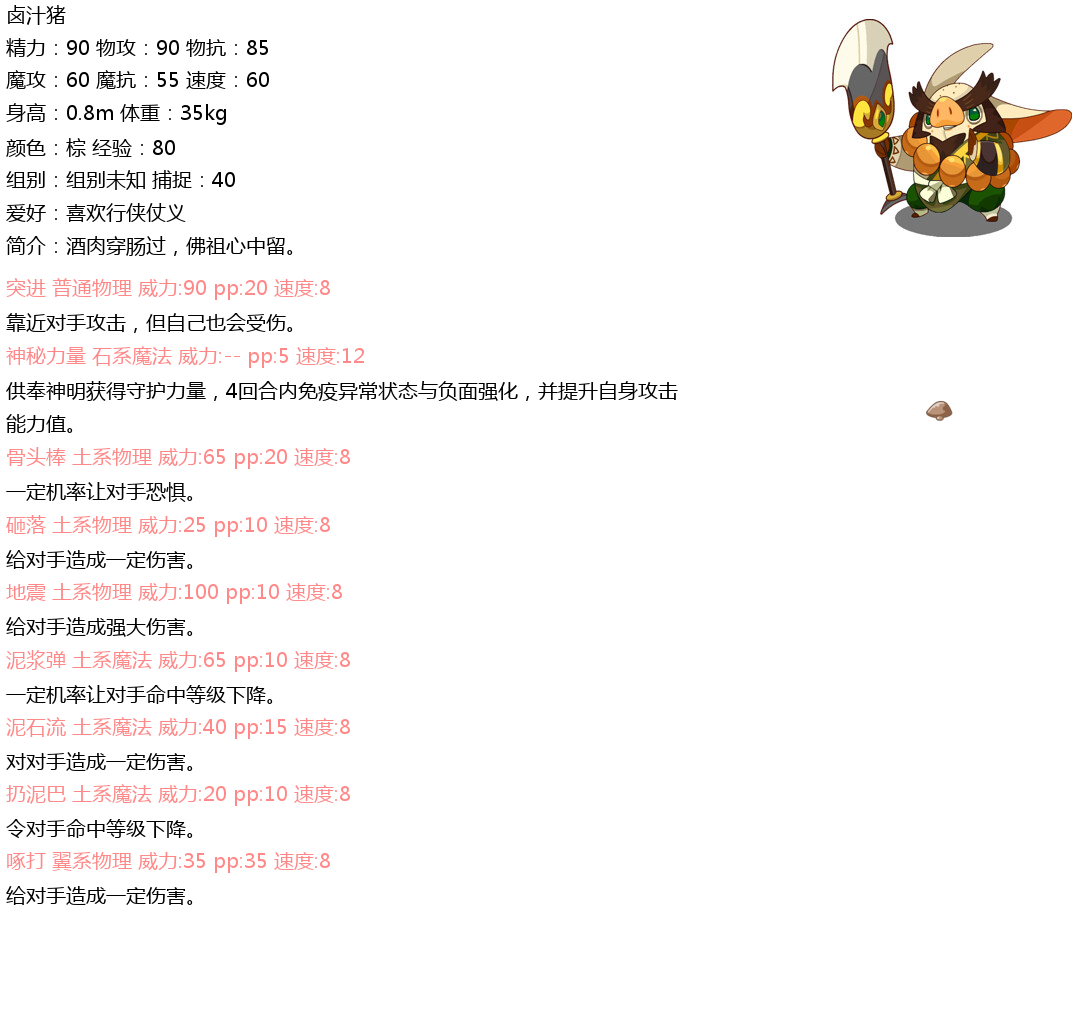 卤汁猪
精力：90 物攻：90 物抗：85
魔攻：60 魔抗：55 速度：60
身高：0.8m 体重：35kg
颜色：棕 经验：80
组别：组别未知 捕捉：40
爱好：喜欢行侠仗义
简介：酒肉穿肠过，佛祖心中留。
突进 普通物理 威力:90 pp:20 速度:8
靠近对手攻击，但自己也会受伤。
神秘力量 石系魔法 威力:-- pp:5 速度:12
供奉神明获得守护力量，4回合内免疫异常状态与负面强化，并提升自身攻击
能力值。
骨头棒 土系物理 威力:65 pp:20 速度:8
一定机率让对手恐惧。
砸落 土系物理 威力:25 pp:10 速度:8
给对手造成一定伤害。
地震 土系物理 威力:100 pp:10 速度:8
给对手造成强大伤害。
泥浆弹 土系魔法 威力:65 pp:10 速度:8
一定机率让对手命中等级下降。
泥石流 土系魔法 威力:40 pp:15 速度:8
对对手造成一定伤害。
扔泥巴 土系魔法 威力:20 pp:10 速度:8
令对手命中等级下降。
啄打 翼系物理 威力:35 pp:35 速度:8
给对手造成一定伤害。